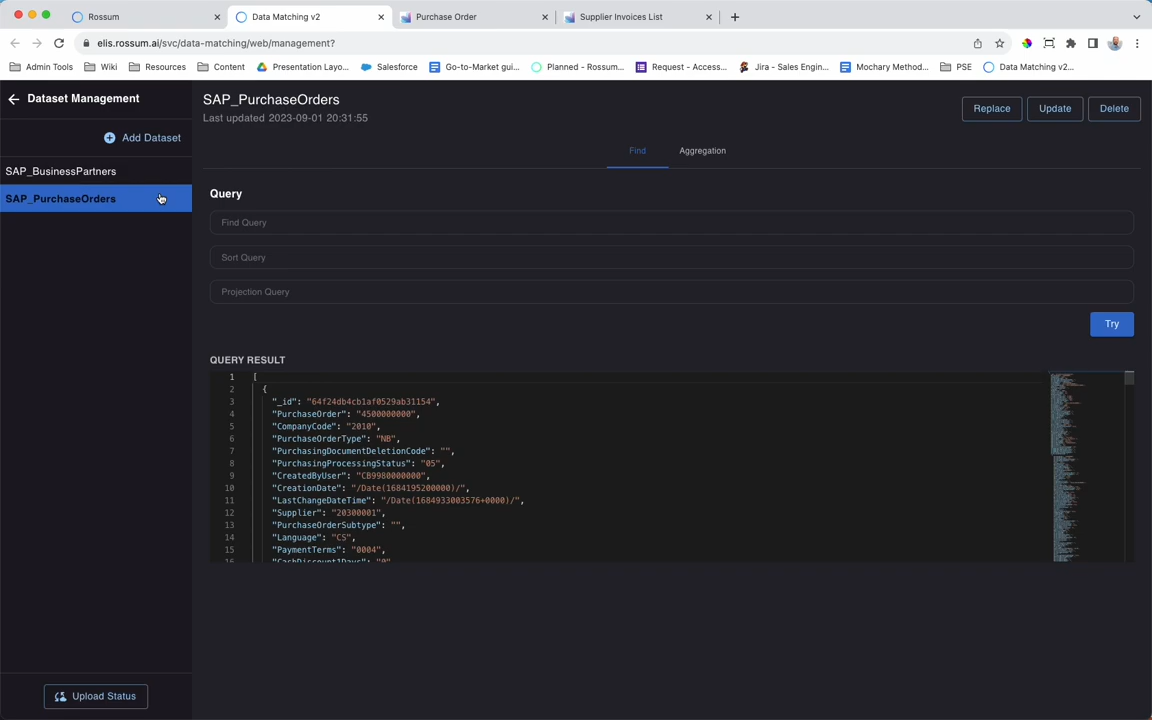 Rossum
Data Matching v2
Purchase Order
Supplier Invoices List
elis.rossum.ai/svc/data-matching/web/management?
Admin Tools
Wiki
Resources
Content
Presentation Layo...
Salesforce
Go-to-Market gui...
Planned - Rossum...
Request - Access...
Jira - Sales Engin...
Mochary Method...
PSE
Data Matching v2...
Dataset Management
Add Dataset
SAP_BusinessPartners
SAP_PurchaseOrders
Upload Status
SAP_PurchaseOrders
Last updated 2023-09-01 20:31:55
Replace
Update
Delete
Find
Aggregation
Query
Find Query
Sort Query
Projection Query
Try
QUERY RESULT
1 [
2 {
3 "_id": "64f24db4cb1af0529ab31154",
4 "PurchaseOrder": "4500000000",
5 "CompanyCode": "2010",
6 "PurchaseOrderType": "NB",
7 "PurchasingDocumentDeletionCode": "",
8 "PurchasingProcessingStatus": "05",
9 "CreatedByUser": "CB9980000000",
10 "CreationDate": "/Date(1684195200000)/",
11 "LastChangeDateTime": "/Date(1684933003576+0000)/",
12 "Supplier": "20300001",
13 "PurchaseOrderSubtype": "",
14 "Language": "CS",
15 "PaymentTerms": "0004",
16 "CashDiscount1Days": "0"